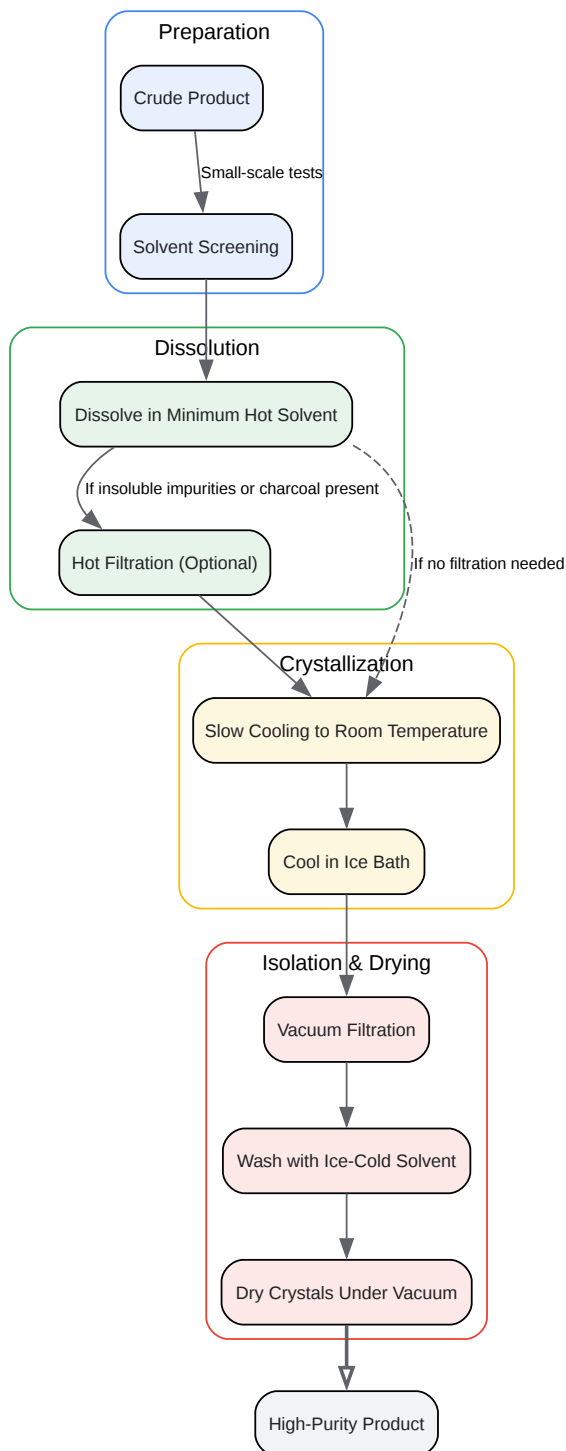 Preparation
Crude Product
Small-scale tests
Solvent Screening
Dissolution
Dissolve in Minimum Hot Solvent
If insoluble impurities or charcoal present
Hot Filtration (Optional)
If no filtration needed
Crystallization
Slow Cooling to Room Temperature
Cool in Ice Bath
Isolation & Drying
Vacuum Filtration
Wash with Ice-Cold Solvent
Dry Crystals Under Vacuum
High-Purity Product